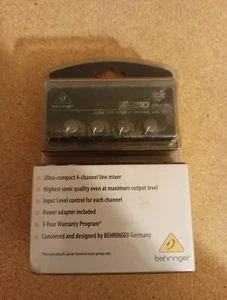 behringer
• Ultra-compact 4-channel line mixer
• Highest sonic quality even at maximum output level
• Input Level control for each channel
• Power adapter included
• 3-Year Warranty Program*
• Conceived and designed by BEHRINGER Germany
behringer